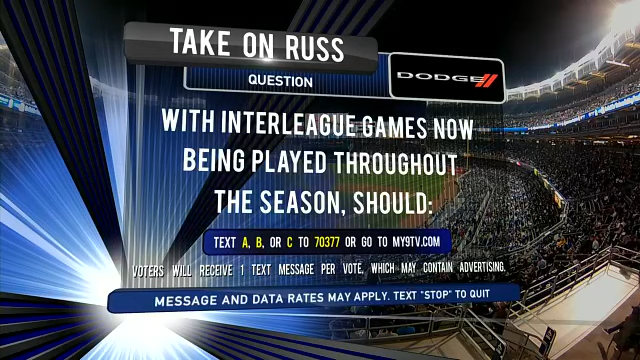 TAKE ON RUSS
QUESTION
DODGE
WITH INTERLEAGUE GAMES NOW
BEING PLAYED THROUGHOUT
THE SEASON, SHOULD:
TEXT A, B, OR C TO 70377 OR GO TO MY9TV.COM
VOTERS WILL RECEIVE 1 TEXT MESSAGE PER VOTE, WHICH MAY CONTAIN ADVERTISING.
MESSAGE AND DATA RATES MAY APPLY. TEXT "STOP" TO QUIT